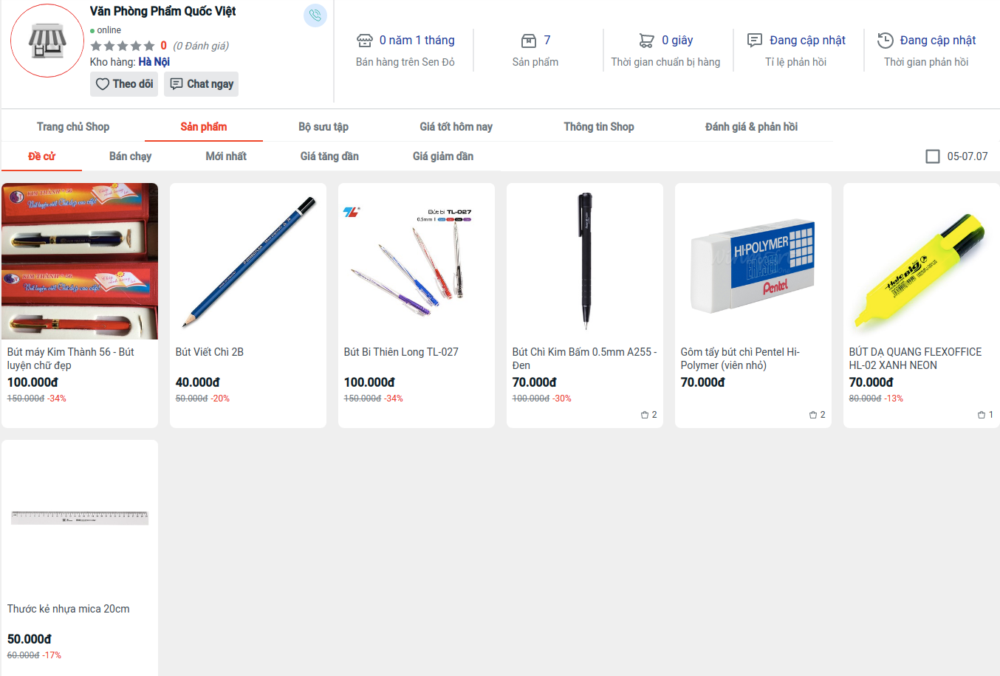 Văn Phòng Phẩm Quốc Việt
online
0 (0 Đánh giá)
Kho hàng: Hà Nội
Theo dõi Chat ngay
0 năm 1 tháng
Bán hàng trên Sen Đỏ
7
Sản phẩm
0 giây
Thời gian chuẩn bị hàng
Đang cập nhật
Tỉ lệ phản hồi
Đang cập nhật
Thời gian phản hồi
Trang chủ Shop Sản phẩm Bộ sưu tập Giá tốt hôm nay Thông tin Shop Đánh giá & phản hồi
Đề cử Bán chạy Mới nhất Giá tăng dần Giá giảm dần 05-07.07
KIM THÀNH 56
Bút luyện viết Chữ đẹp cao cấp!
KIM THÀNH 56
Bút luyện viết Chữ đẹp cao cấp!
Bút máy Kim Thành 56 - Bút
luyện chữ đẹp
100.000đ
150.000đ -34%
Bút Viết Chì 2B
40.000đ
50.000đ -20%
TL
Bút bi TL-027
0.5mm
Bút Bi Thiên Long TL-027
100.000đ
150.000đ -34%
Bút Chì Kim Bấm 0.5mm A255 -
Đen
70.000đ
100.000đ -30%
2
HI-POLYMER
ERASER
Pentel
Gôm tẩy bút chì Pentel Hi-
Polymer (viên nhỏ)
70.000đ
2
BIG
BÚT DẠ QUANG FLEXOFFICE
HL-02 XANH NEON
70.000đ
80.000đ -13%
1
Thước kẻ nhựa mica 20cm
50.000đ
60.000đ -17%